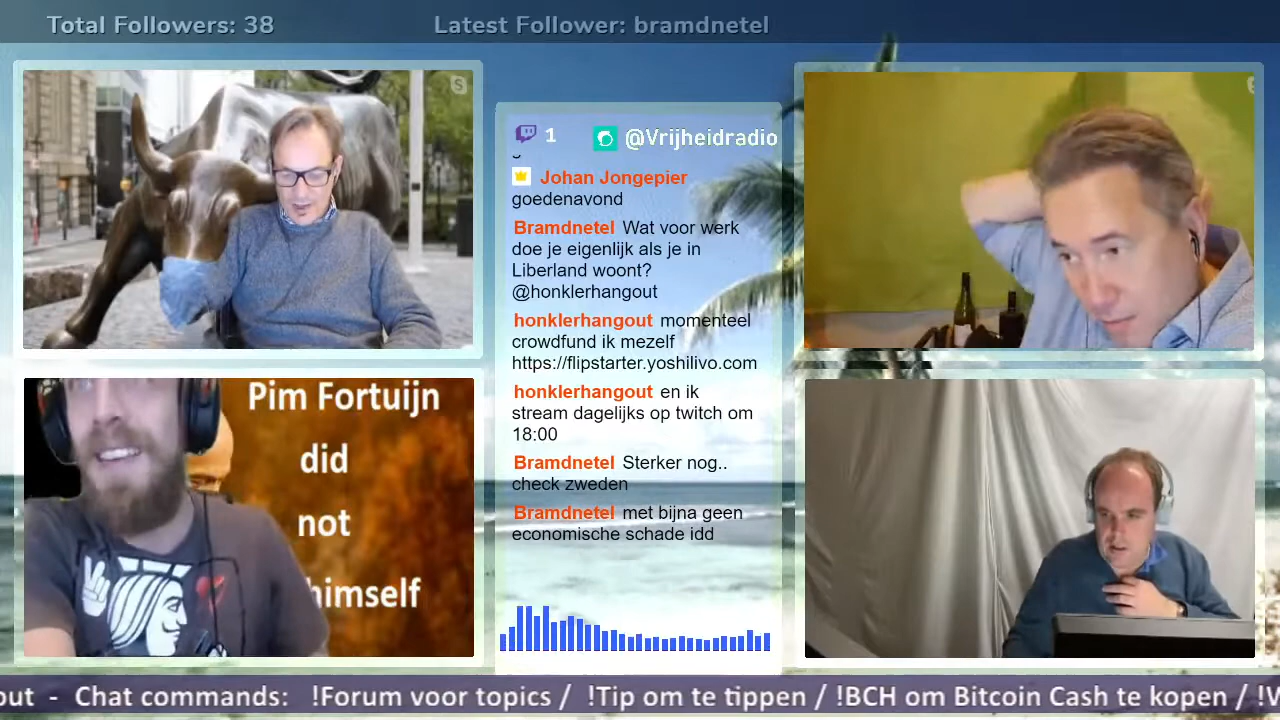 Total Followers: 38
Latest Follower: bramdnetel
1
@Vrijheidradio
Johan Jongepier
goedenavond
Bramdnetel Wat voor werk
doe je eigenlijk als je in
Liberland woont?
@honklerhangout
honklerhangout momenteel
crowdfund ik mezelf
https://flipstarter.yoshilivo.com
honklerhangout en ik
stream dagelijks op twitch om
18:00
Bramdnetel Sterker nog..
check zweden
Bramdnetel met bijna geen
economische schade idd
Pim Fortuijn
did
not
himself
out - Chat commands: !Forum voor topics / !Tip om te tippen / !BCH om Bitcoin Cash te kopen / !W